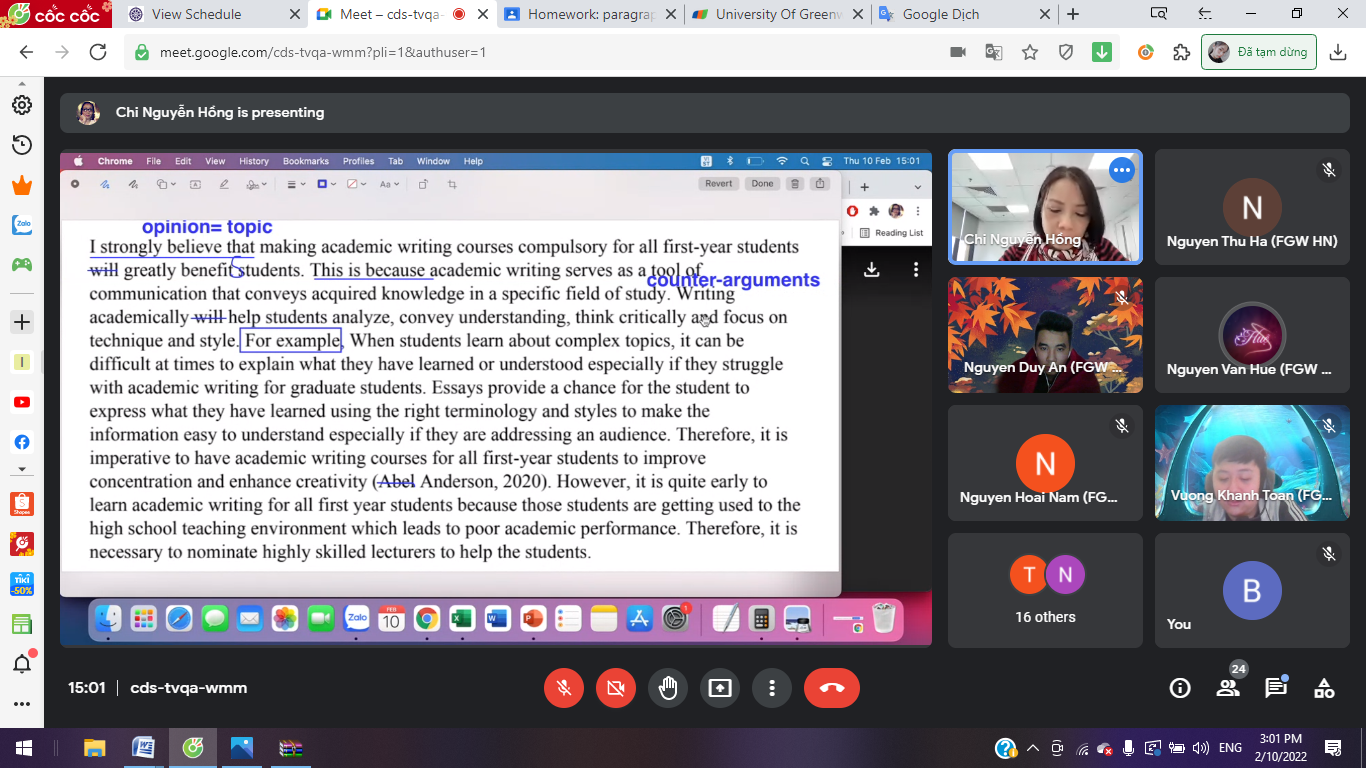 cốc cốc
View Schedule
Meet – cds-tvqa-
Homework: paragrap
University Of Greenw
Google Dịch
meet.google.com/cds-tvqa-wmm?pli=1&authuser=1
Đã tạm dừng
Chi Nguyễn Hồng is presenting
Chrome File Edit View History Bookmarks Profiles Tab Window Help
Thu 10 Feb 15:01
Aa
Revert Done
Reading List
opinion= topic
I strongly believe that making academic writing courses compulsory for all first-year students
will greatly benefit students. This is because academic writing serves as a tool of
S
counter-arguments
communication that conveys acquired knowledge in a specific field of study. Writing
academically will help students analyze, convey understanding, think critically and focus on
technique and style. For example, When students learn about complex topics, it can be
difficult at times to explain what they have learned or understood especially if they struggle
with academic writing for graduate students. Essays provide a chance for the student to
express what they have learned using the right terminology and styles to make the
information easy to understand especially if they are addressing an audience. Therefore, it is
imperative to have academic writing courses for all first-year students to improve
concentration and enhance creativity (Abel Anderson, 2020). However, it is quite early to
learn academic writing for all first year students because those students are getting used to the
high school teaching environment which leads to poor academic performance. Therefore, it is
necessary to nominate highly skilled lecturers to help the students.
Zalo
FEB
10
1
Chi Nguyễn Hồng
N
Nguyen Thu Ha (FGW HN)
Nguyen Duy An (FGW ...
Nguyen Van Hue (FGW ...
N
Nguyen Hoai Nam (FG...
Vuong Khanh Toan (FG...
T N
16 others
B
You
15:01 | cds-tvqa-wmm
24
Zalo
I
Shopee
TIKI
-50%
W
ENG
3:01 PM
2/10/2022